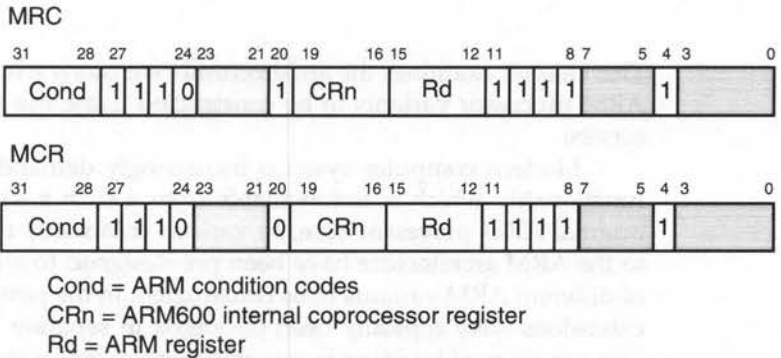 MRC
31 28 27 24 23 21 20 19 16 15 12 11 8 7 5 4 3 0
Cond 1 1 1 0 1 CRn Rd 1 1 1 1 1
MCR
31 28 27 24 23 21 20 19 16 15 12 11 8 7 5 4 3 0
Cond 1 1 1 0 0 CRn Rd 1 1 1 1 1
Cond = ARM condition codes
CRn = ARM600 internal coprocessor register
Rd = ARM register